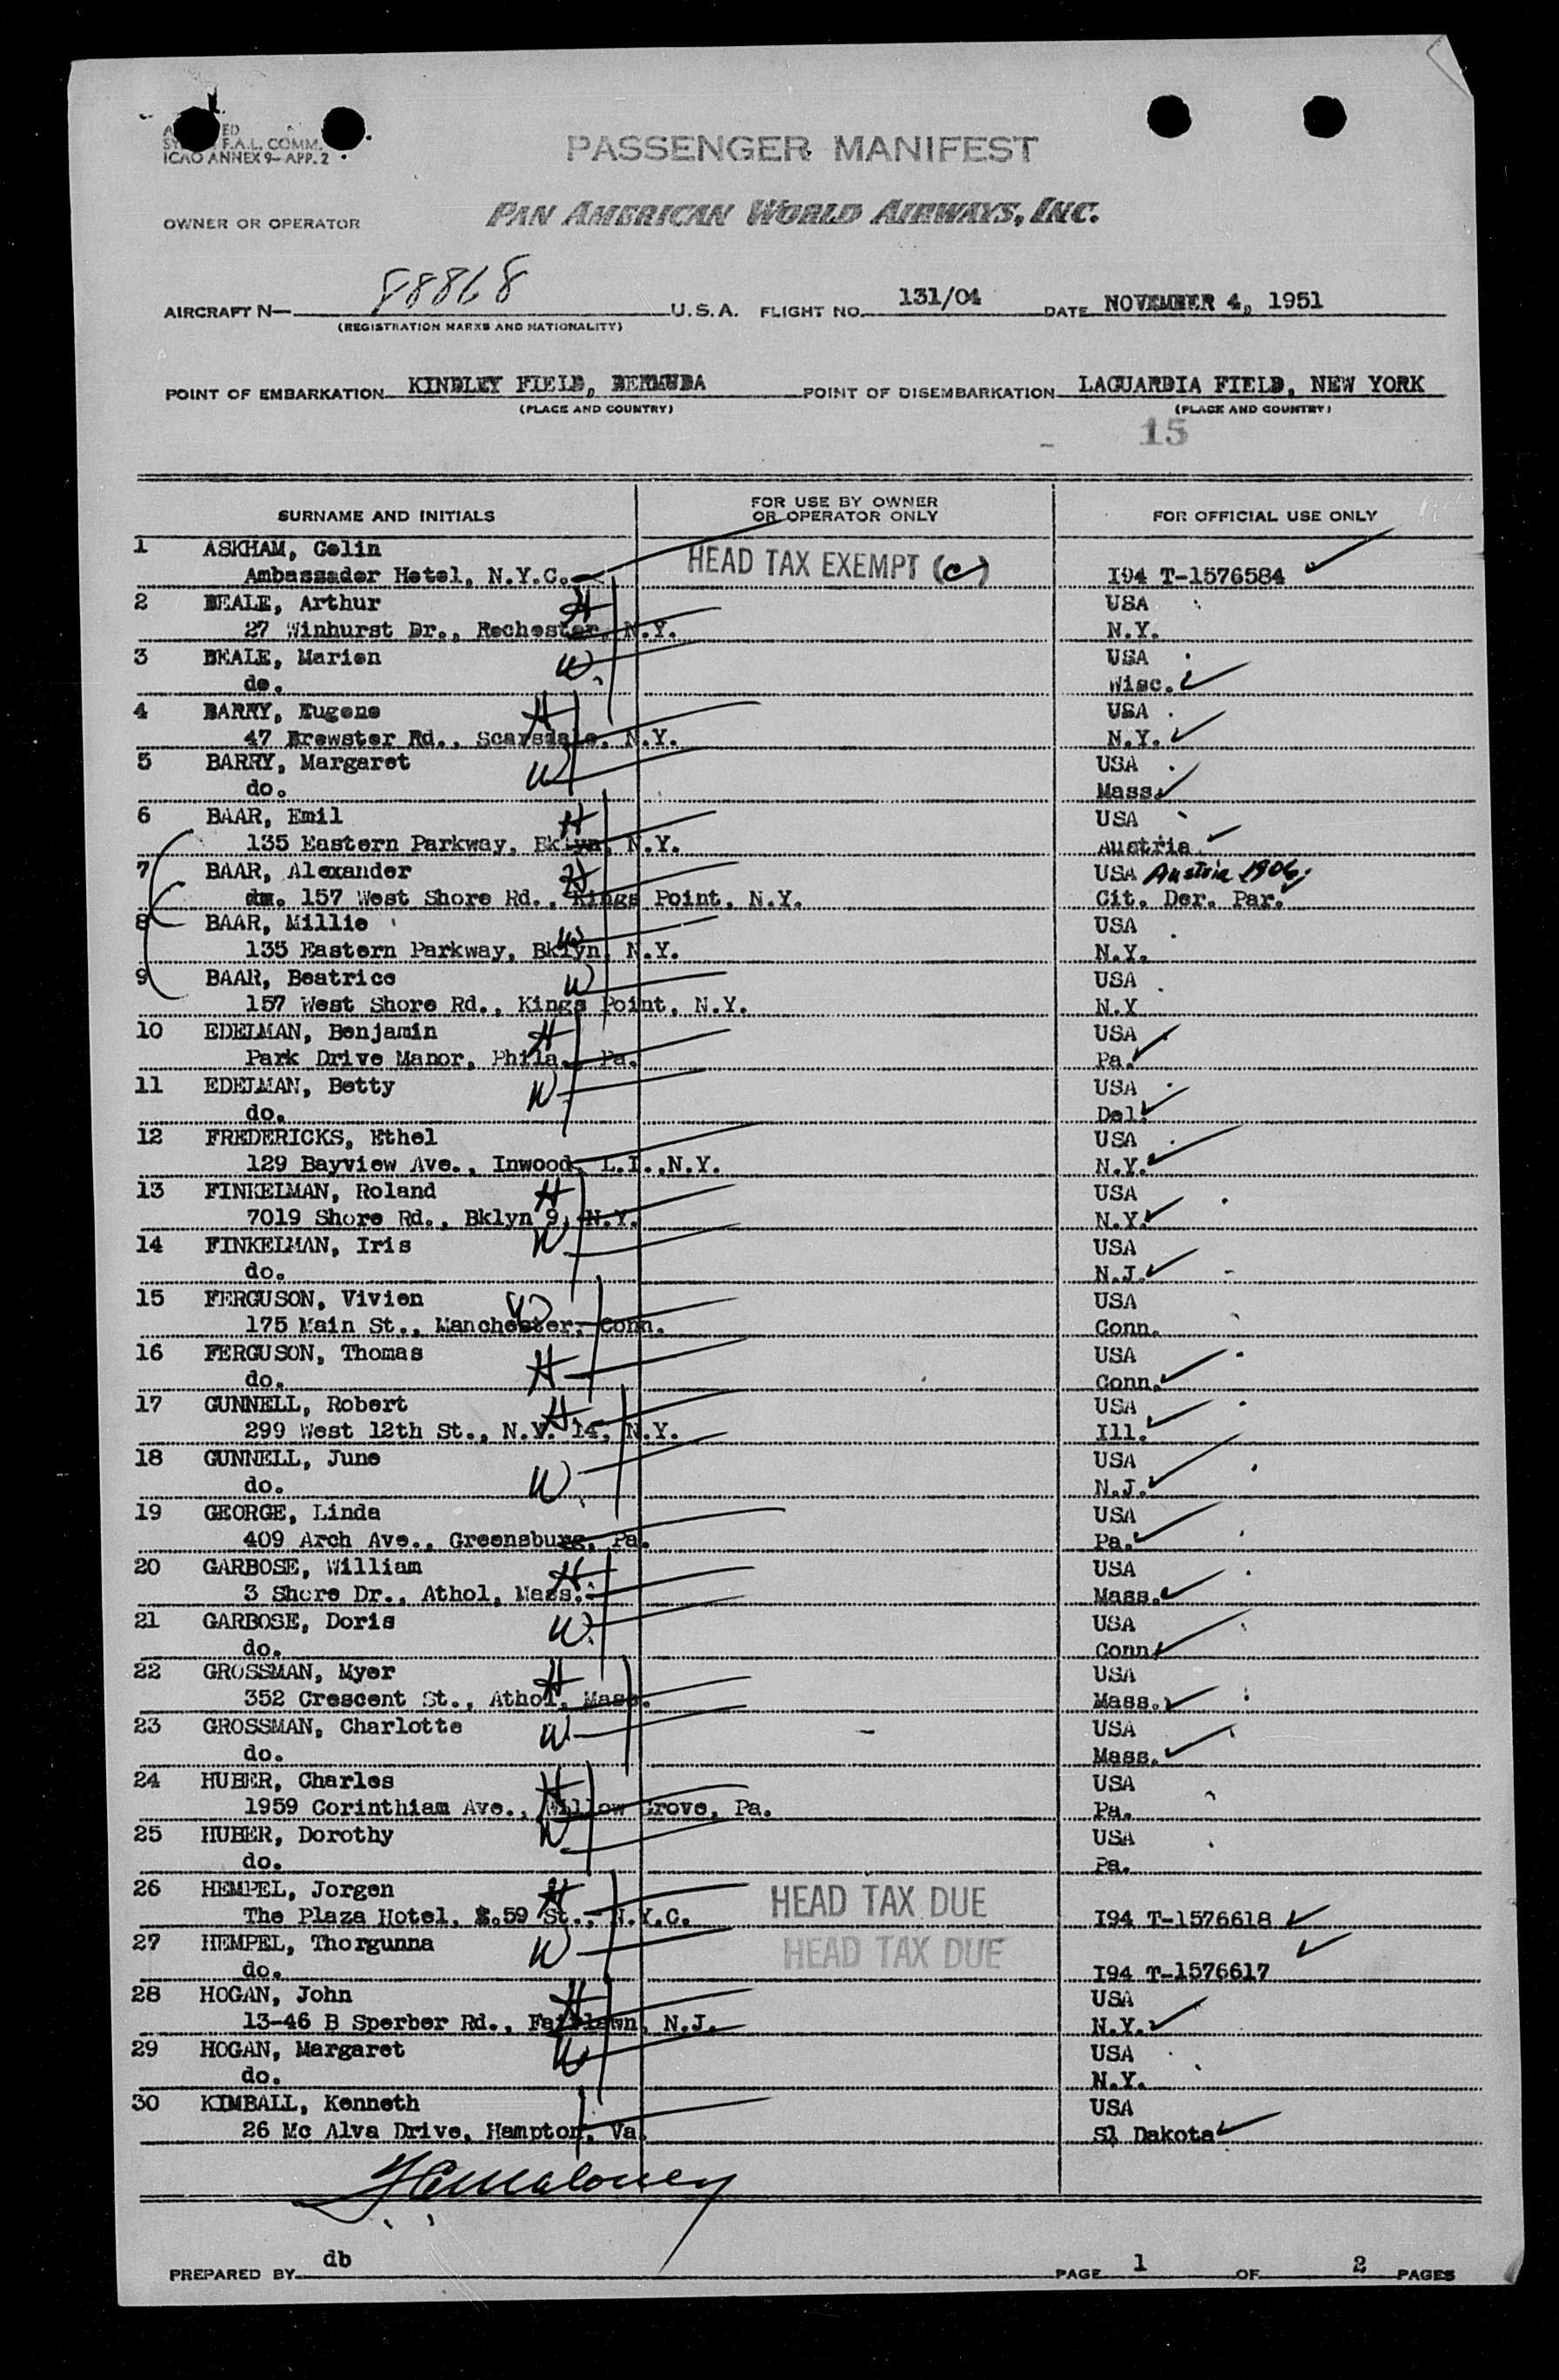 F.A.L. COMM.
ICAO ANNEX 9- APP. 2
PASSENGER MANIFEST
OWNER OR OPERATOR PAN AMERICAN WORLD AIRWAYS, INC.
AIRCRAFT N— 88868 U.S.A. FLIGHT NO. 131/04 DATE NOVEMBER 4, 1951
(REGISTRATION MARKS AND NATIONALITY)
POINT OF EMBARKATION KINDLEY FIELD, BERMUDA POINT OF DISEMBARKATION LAGUARDIA FIELD, NEW YORK
(PLACE AND COUNTRY) (PLACE AND COUNTRY)
15
SURNAME AND INITIALS FOR USE BY OWNER OR OPERATOR ONLY FOR OFFICIAL USE ONLY
1 ASKHAM, Colin
Ambassador Hotel, N.Y.C. HEAD TAX EXEMPT (c) I94 T-1576584
2 BEALE, Arthur H USA
27 Winhurst Dr., Rochester, N.Y. N.Y.
3 BEALE, Marion W. USA
do. Wisc.
4 BARRY, Eugene H USA
47 Brewster Rd., Scarsdale, N.Y. N.Y.
5 BARRY, Margaret W USA
do. Mass.
6 BAAR, Emil H USA
135 Eastern Parkway, Bklyn, N.Y. Austria
7 BAAR, Alexander H USA Austria 1906;
do. 157 West Shore Rd., Kings Point, N.Y. Cit. Der. Par.
8 BAAR, Millie W USA
135 Eastern Parkway, Bklyn, N.Y. N.Y.
9 BAAR, Beatrice W USA
157 West Shore Rd., Kings Point, N.Y. N.Y
10 EDELMAN, Benjamin H USA
Park Drive Manor, Phila., Pa. Pa.
11 EDELMAN, Betty W. USA
do. Del.
12 FREDERICKS, Ethel USA
129 Bayview Ave., Inwood, L.I.,N.Y. N.Y.
13 FINKELMAN, Roland H USA
7019 Shore Rd., Bklyn 9, N.Y. N.Y.
14 FINKELMAN, Iris W USA
do. N.J.
15 FERGUSON, Vivien W USA
175 Main St., Manchester, Conn. Conn.
16 FERGUSON, Thomas H USA
do. Conn.
17 GUNNELL, Robert H USA
299 West 12th St., N.Y. 14, N.Y. Ill.
18 GUNNELL, June W. USA
do. N.J.
19 GEORGE, Linda USA
409 Arch Ave., Greensburg, Pa. Pa.
20 GARBOSE, William H USA
3 Shore Dr., Athol, Mass. Mass.
21 GARBOSE, Doris W. USA
do. Conn
22 GROSSMAN, Myer H USA
352 Crescent St., Athol, Mass. Mass.
23 GROSSMAN, Charlotte W. USA
do. Mass.
24 HUBER, Charles H USA
1959 Corinthiam Ave., Willow Grove, Pa. Pa.
25 HUBER, Dorothy W USA
do. Pa.
26 HEMPEL, Jorgen H HEAD TAX DUE
The Plaza Hotel, S.59 St., N.Y.C. I94 T-1576618
27 HEMPEL, Thorgunna W HEAD TAX DUE
do. I94 T-1576617
28 HOGAN, John H USA
13-46 B Sperber Rd., Fairlawn, N.J. N.Y.
29 HOGAN, Margaret W USA
do. N.Y.
30 KIMBALL, Kenneth USA
26 Mc Alva Drive, Hampton, Va. Sl Dakota
PREPARED BY db PAGE 1 OF 2 PAGES